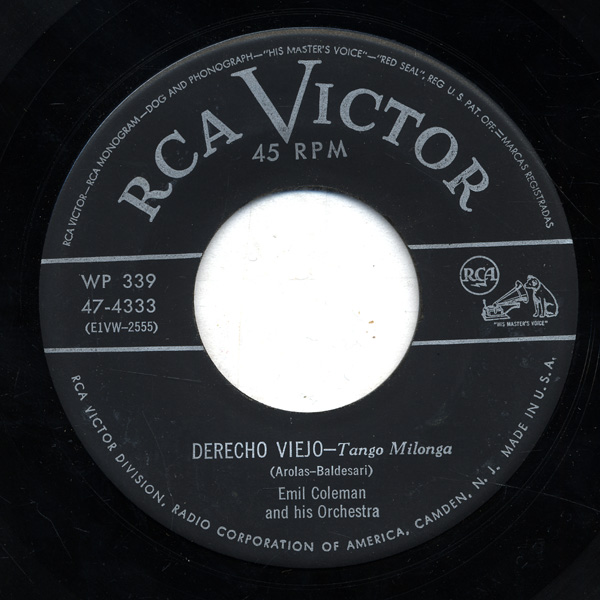 RCA VICTOR—RCA MONOGRAM—DOG AND PHONOGRAPH—"HIS MASTER'S VOICE"—"RED SEAL", REG. U.S. PAT. OFF.—MARCAS REGISTRADAS
RCA VICTOR
45 RPM
WP 339
47-4333
(E1VW-2555)
RCA
"HIS MASTER'S VOICE"
DERECHO VIEJO—Tango Milonga
(Arolas-Baldesari)
Emil Coleman
and his Orchestra
RCA VICTOR DIVISION, RADIO CORPORATION OF AMERICA, CAMDEN, N. J. MADE IN U.S.A.